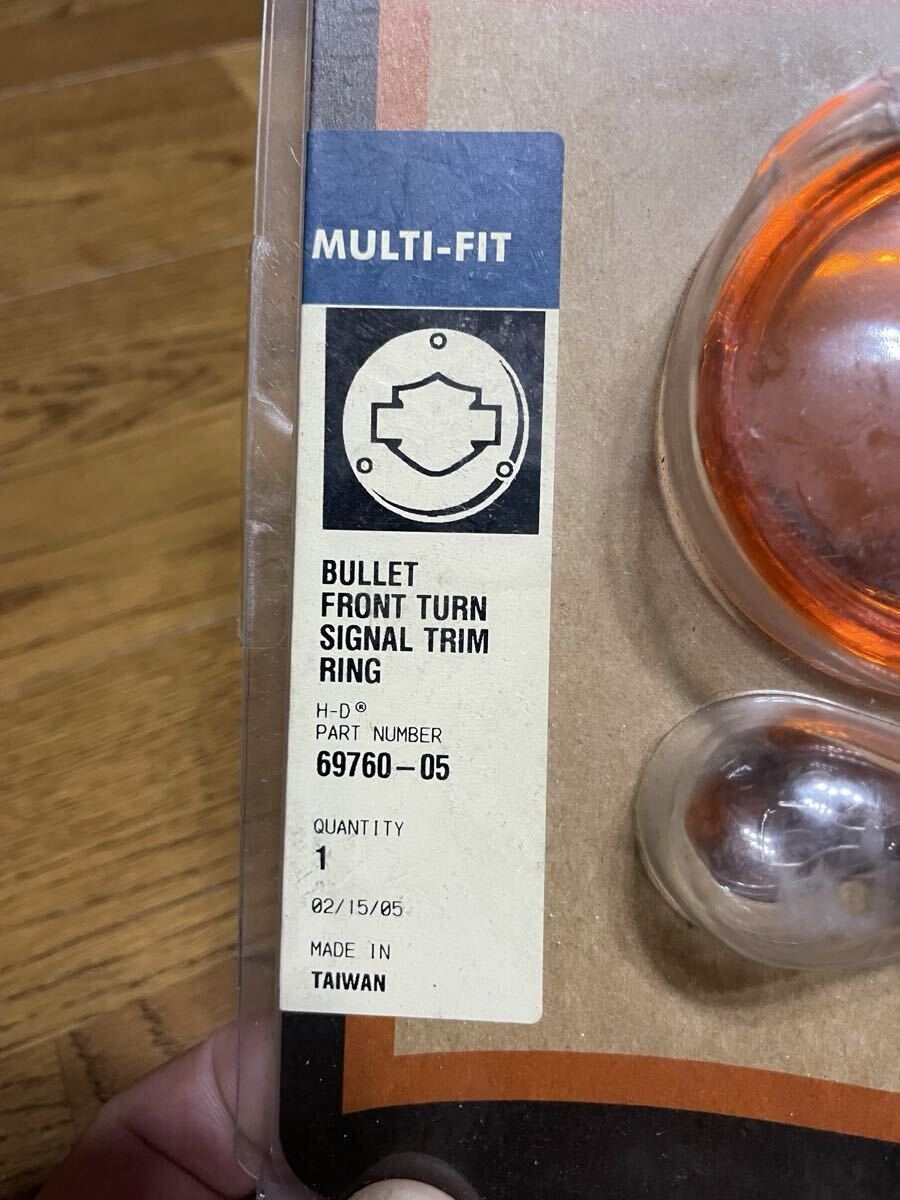 MULTI-FIT
BULLET
FRONT TURN
SIGNAL TRIM
RING
H-D®
PART NUMBER
69760-05
QUANTITY
1
02/15/05
MADE IN
TAIWAN